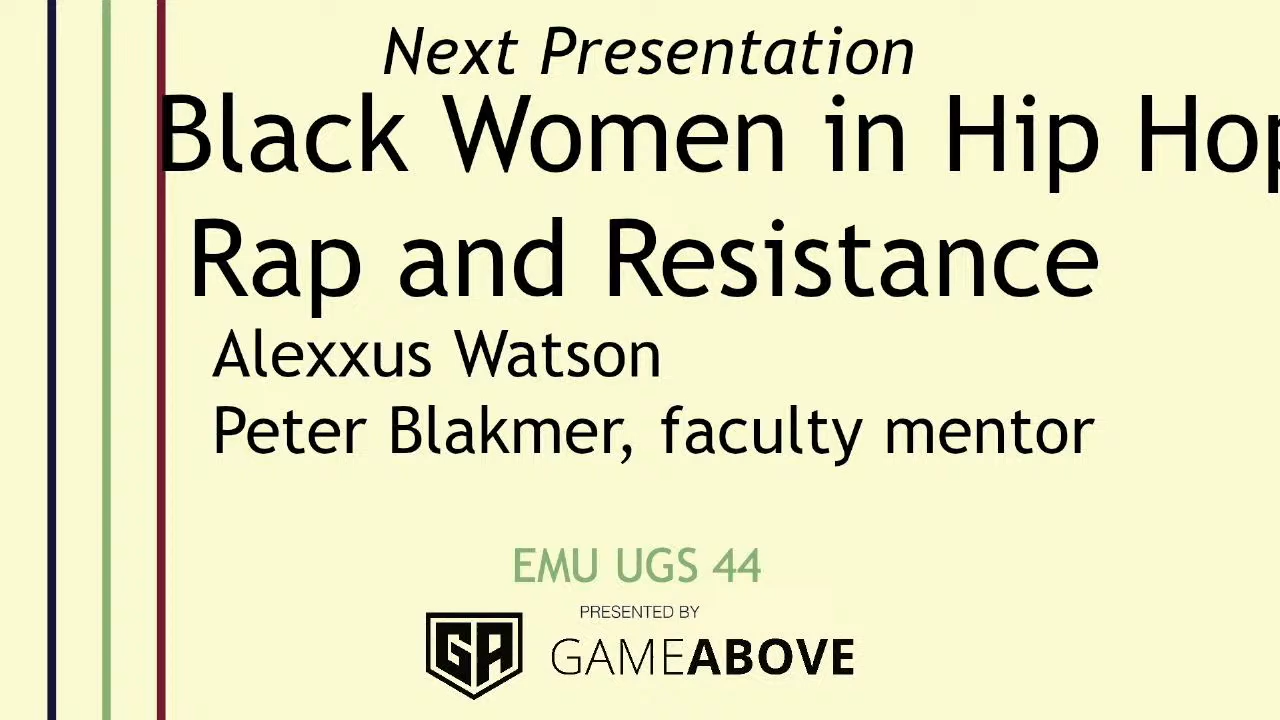 Next Presentation
Black Women in Hip Hop
Rap and Resistance
Alexxus Watson
Peter Blakmer, faculty mentor
EMU UGS 44
PRESENTED BY
GA GAMEABOVE